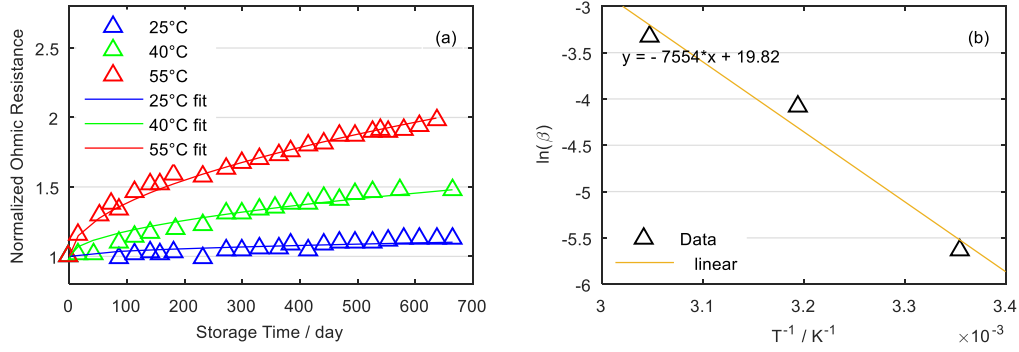 Normalized Ohmic Resistance
2.5
2
1.5
1
0
100
200
300
400
500
600
700
Storage Time / day
(a)
25°C
40°C
55°C
25°C fit
40°C fit
55°C fit
ln(β)
-3
-3.5
-4
-4.5
-5
-5.5
-6
3
3.1
3.2
3.3
3.4
T⁻¹ / K⁻¹
×10⁻³
(b)
y = - 7554*x + 19.82
Data
linear